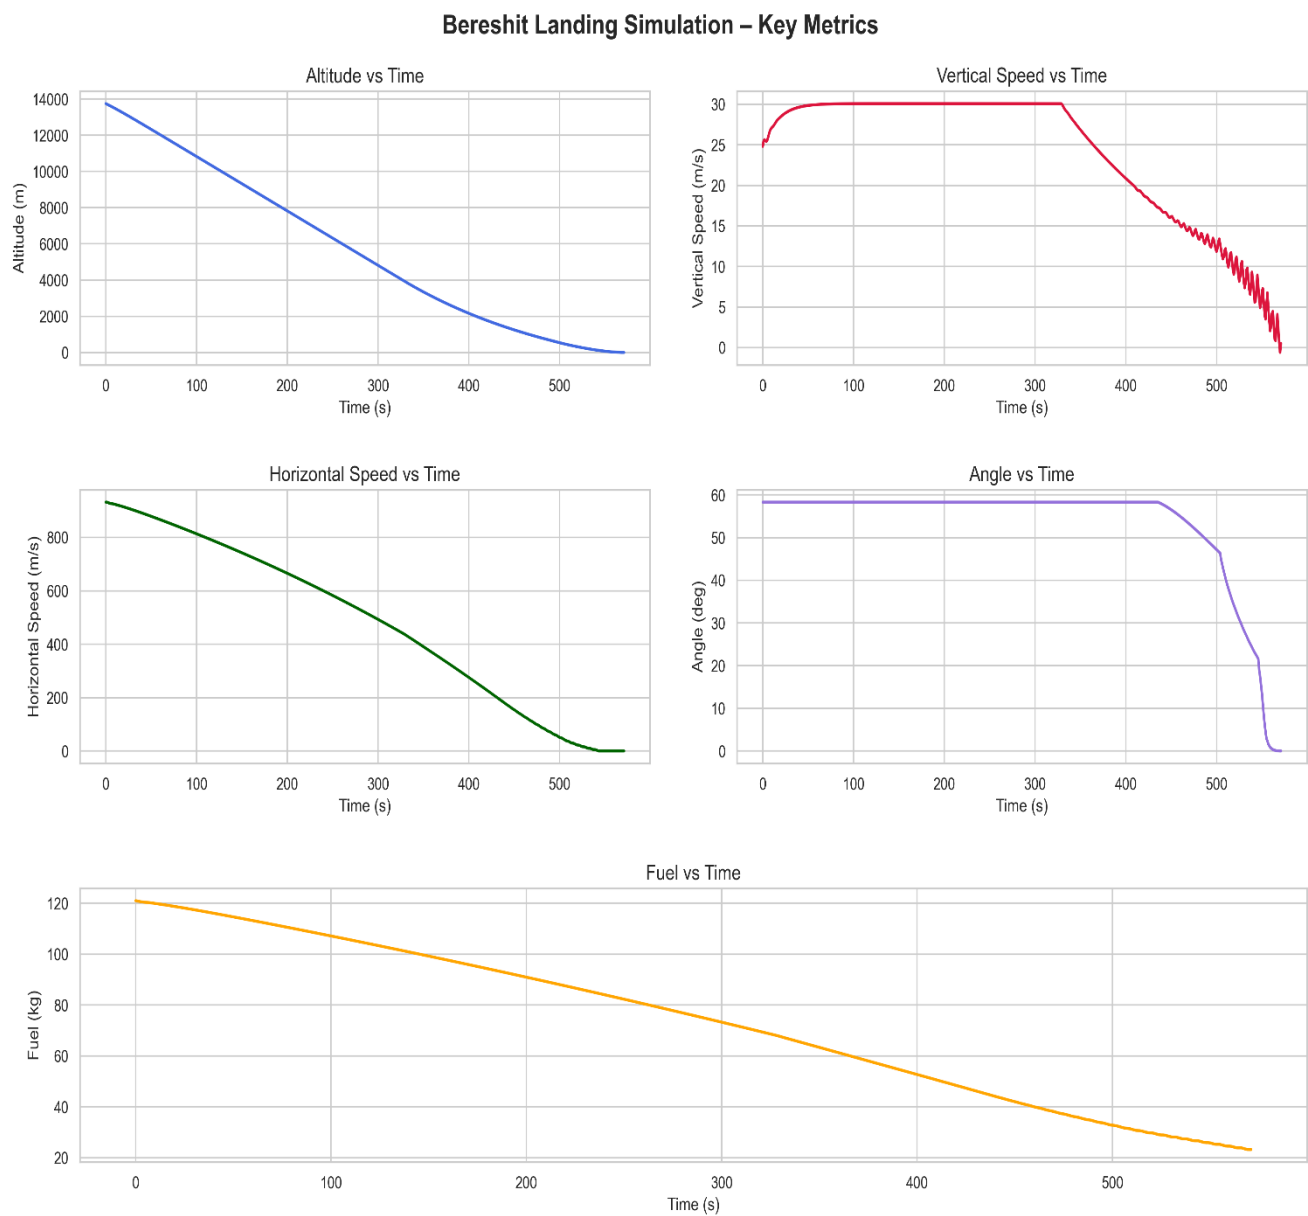 Bereshit Landing Simulation – Key Metrics
Altitude vs Time
Altitude (m)
14000
12000
10000
8000
6000
4000
2000
0
0 100 200 300 400 500
Time (s)
Vertical Speed vs Time
Vertical Speed (m/s)
30
25
20
15
10
5
0
0 100 200 300 400 500
Time (s)
Horizontal Speed vs Time
Horizontal Speed (m/s)
800
600
400
200
0
0 100 200 300 400 500
Time (s)
Angle vs Time
Angle (deg)
60
50
40
30
20
10
0
0 100 200 300 400 500
Time (s)
Fuel vs Time
Fuel (kg)
120
100
80
60
40
20
0 100 200 300 400 500
Time (s)